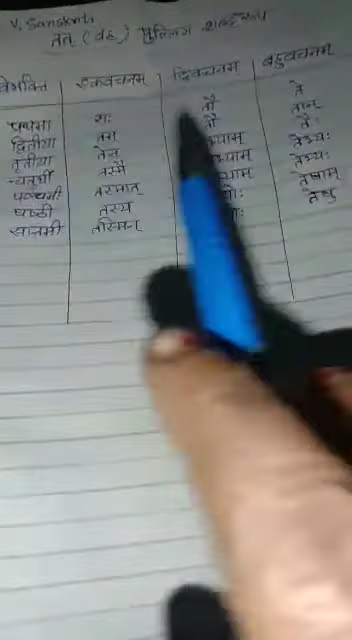 V. Sanskrit
तत् (वह) पुल्लिंग शब्दरूप
विभक्ति एकवचनम् द्विवचनम् बहुवचनम्
प्रथमा सः तौ ते
द्वितीया तम् तौ तान्
तृतीया तेन भ्याम् तैः
चतुर्थी तस्मै भ्याम् तेभ्यः
पञ्चमी तस्मात् भ्याम् तेभ्यः
षष्ठी तस्य योः तेषाम्
सप्तमी तस्मिन् तेषु